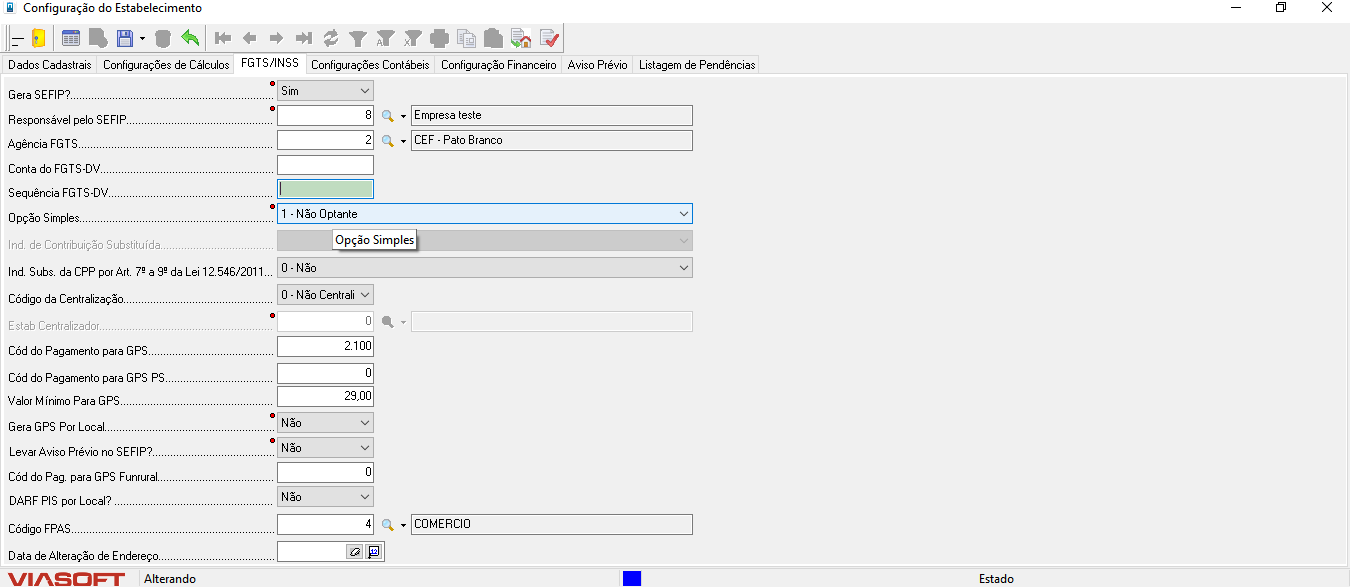 Configuração do Estabelecimento
Dados Cadastrais Configurações de Cálculos FGTS/INSS Configurações Contábeis Configuração Financeiro Aviso Prévio Listagem de Pendências
Gera SEFIP? Sim
Responsável pelo SEFIP 8 Empresa teste
Agência FGTS 2 CEF - Pato Branco
Conta do FGTS-DV
Sequência FGTS-DV
Opção Simples 1 - Não Optante
Ind. de Contribuição Substituída Opção Simples
Ind. Subs. da CPP por Art. 7º a 9º da Lei 12.546/2011... 0 - Não
Código da Centralização 0 - Não Centrali
Estab Centralizador 0
Cód do Pagamento para GPS 2.100
Cód do Pagamento para GPS PS 0
Valor Mínimo Para GPS 29,00
Gera GPS Por Local Não
Levar Aviso Prévio no SEFIP? Não
Cód do Pag. para GPS Funrural 0
DARF PIS por Local? Não
Código FPAS 4 COMERCIO
Data de Alteração de Endereço 12
VIASOFT Alterando Estado